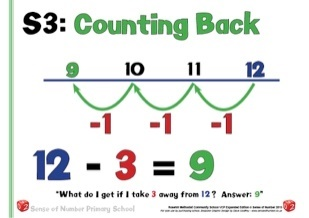 S3: Counting Back
9 10 11 12
-1 -1 -1
12 - 3 = 9
"What do I get if I take 3 away from 12? Answer: 9"
Sense of Number Primary School